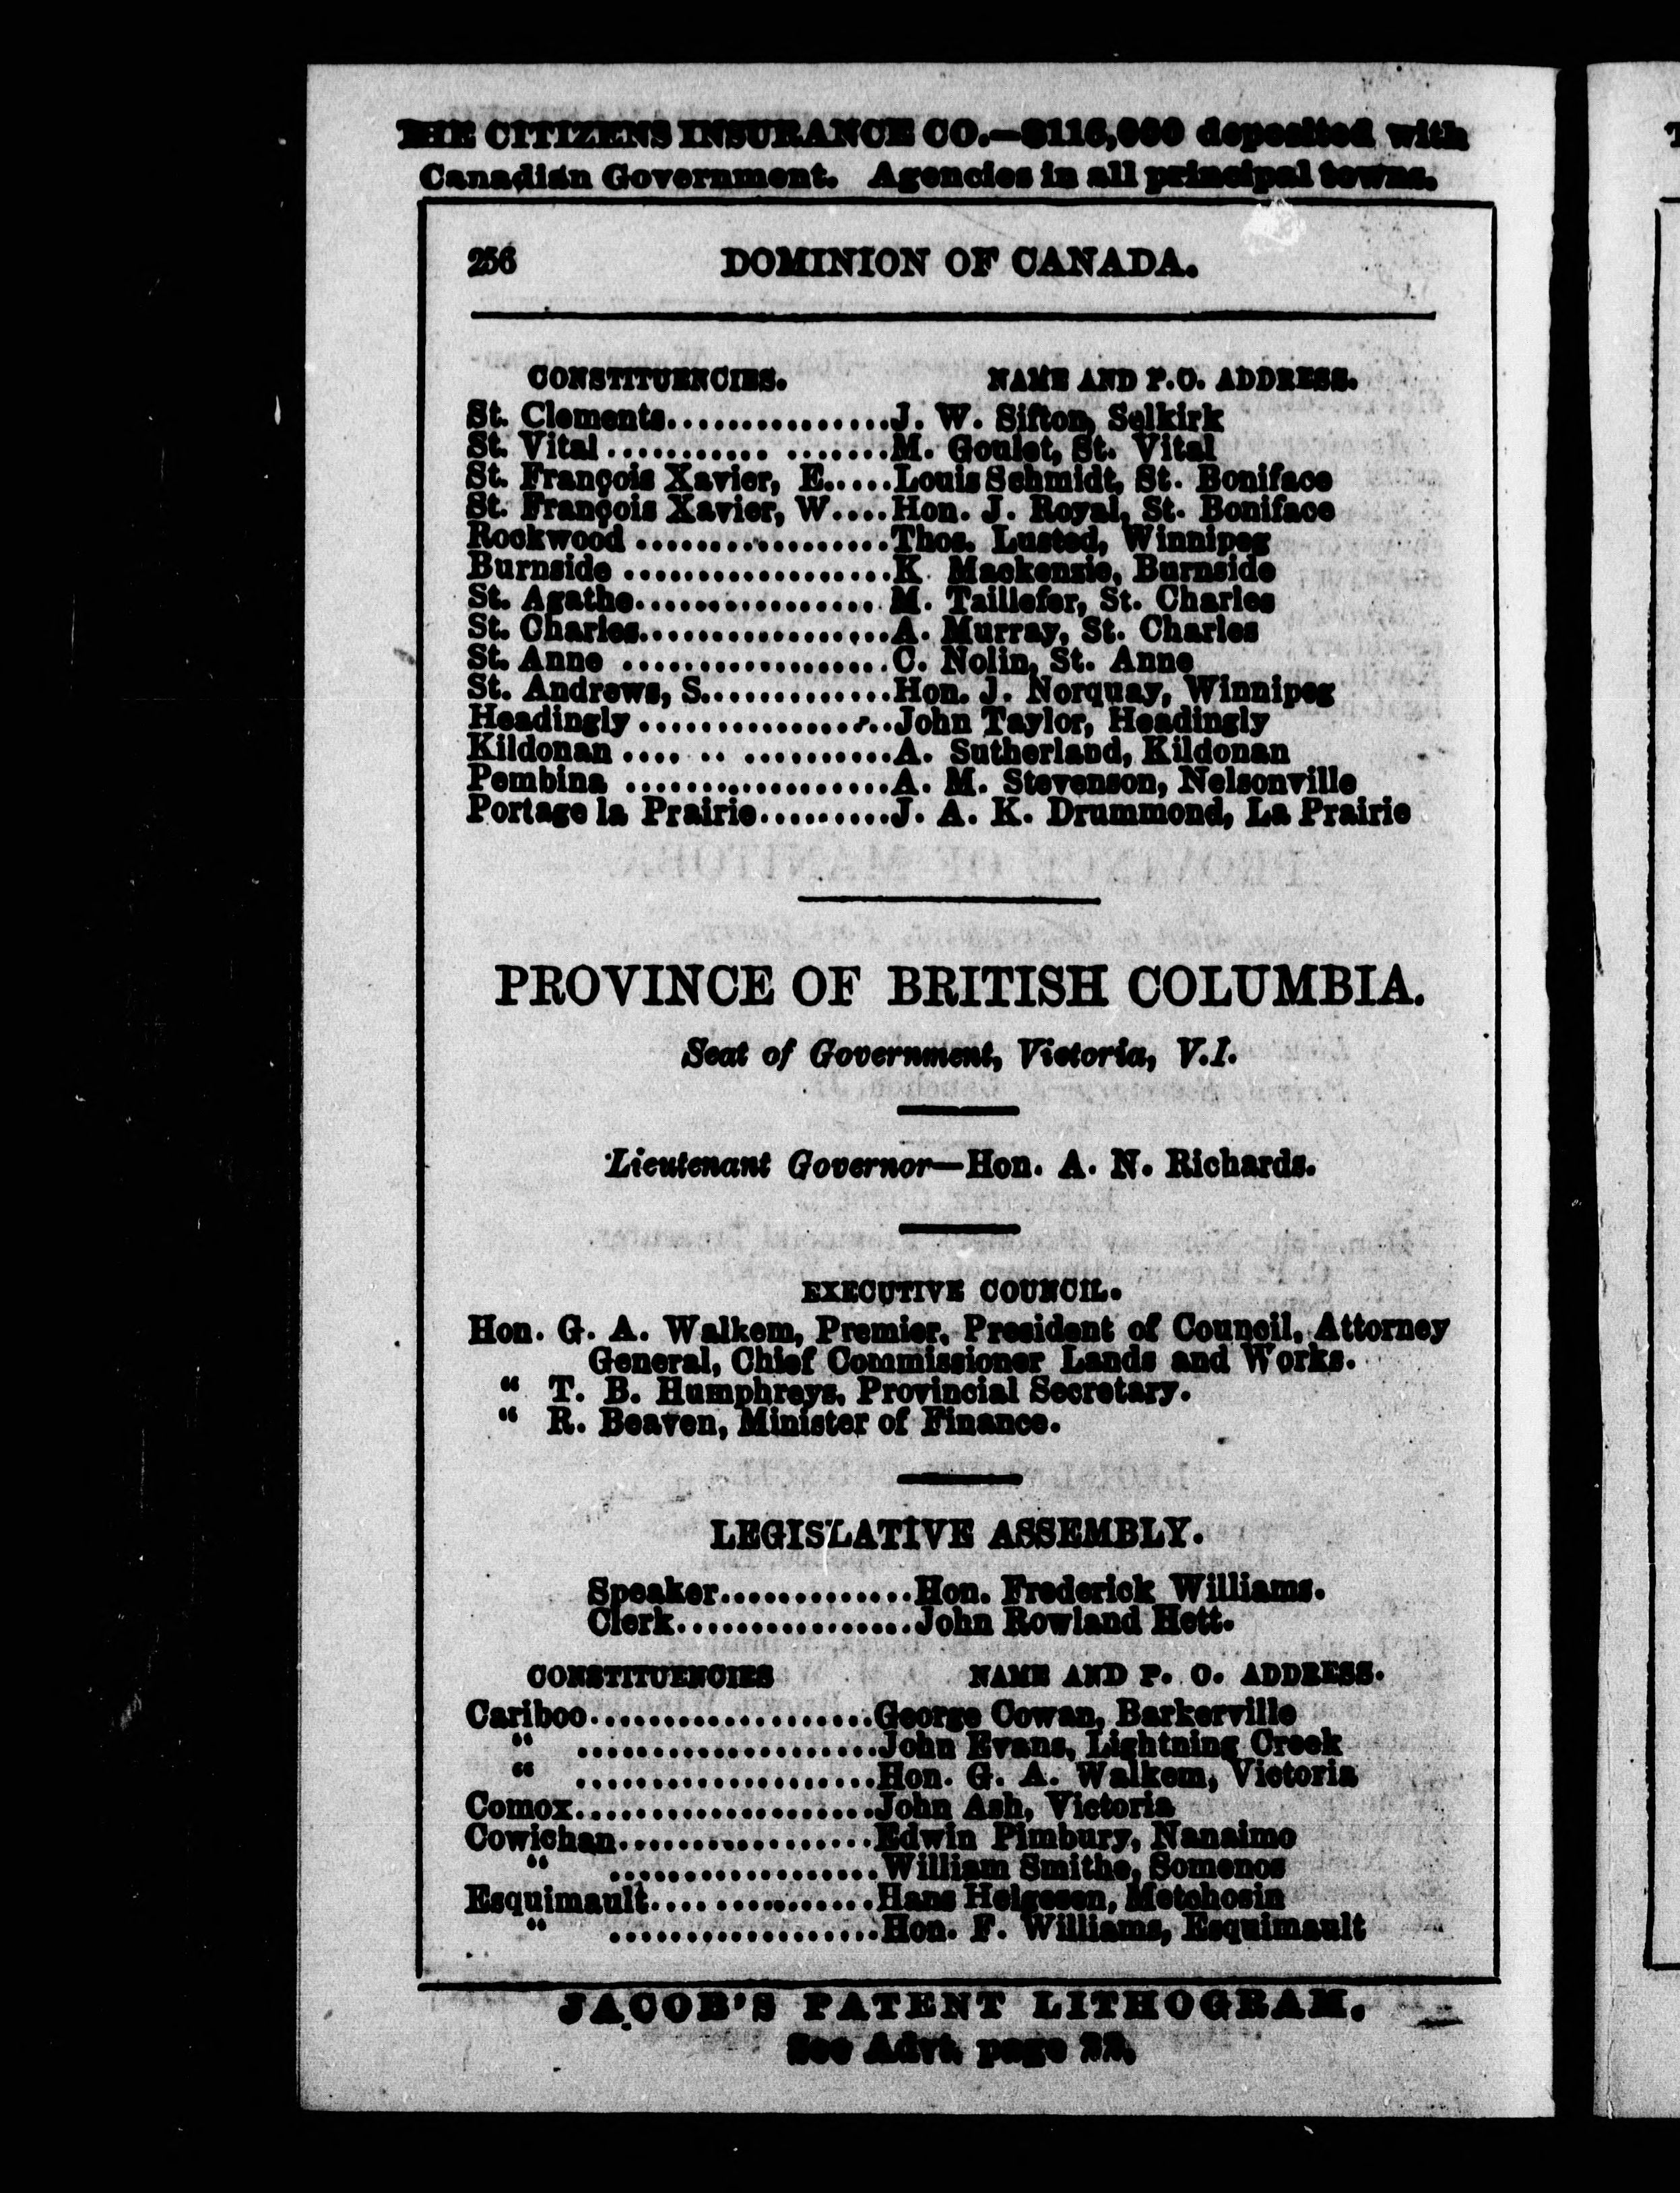 THE CITIZENS INSURANCE CO.—$116,000 deposited with
Canadian Government. Agencies in all principal towns.
256 DOMINION OF CANADA.
CONSTITUENCIES. NAME AND P.O. ADDRESS.
St. Clements...............J. W. Sifton, Selkirk
St. Vital........... .......M. Goulet, St. Vital
St. François Xavier, E.....Louis Schmidt, St. Boniface
St. François Xavier, W....Hon. J. Royal, St. Boniface
Rockwood .................Thos. Lusted, Winnipeg
Burnside ..................K. Mackenzie, Burnside
St. Agathe................ M. Taillefer, St. Charles
St. Charles.................A. Murray, St. Charles
St. Anne ..................C. Nolin, St. Anne
St. Andrews, S.............Hon. J. Norquay, Winnipeg
Headingly .................John Taylor, Headingly
Kildonan .... .. ..........A. Sutherland, Kildonan
Pembina ..................A. M. Stevenson, Nelsonville
Portage la Prairie.........J. A. K. Drummond, La Prairie
PROVINCE OF BRITISH COLUMBIA.
Seat of Government, Victoria, V.I.
Lieutenant Governor—Hon. A. N. Richards.
EXECUTIVE COUNCIL.
Hon. G. A. Walkem, Premier, President of Council, Attorney
General, Chief Commissioner Lands and Works.
“ T. B. Humphreys, Provincial Secretary.
“ R. Beaven, Minister of Finance.
LEGISLATIVE ASSEMBLY.
Speaker.............Hon. Frederick Williams.
Clerk................John Rowland Hett.
CONSTITUENCIES NAME AND P. O. ADDRESS.
Cariboo...................George Cowan, Barkerville
“ ....................John Evans, Lightning Creek
“ ....................Hon. G. A. Walkem, Victoria
Comox....................John Ash, Victoria
Cowichan.................Edwin Pimbury, Nanaimo
“ ..................William Smithe, Somenos
Esquimault...............Hans Helgesen, Metchosin
“ ..................Hon. F. Williams, Esquimault
JACOB'S PATENT LITHOGRAM.
See Advt. page